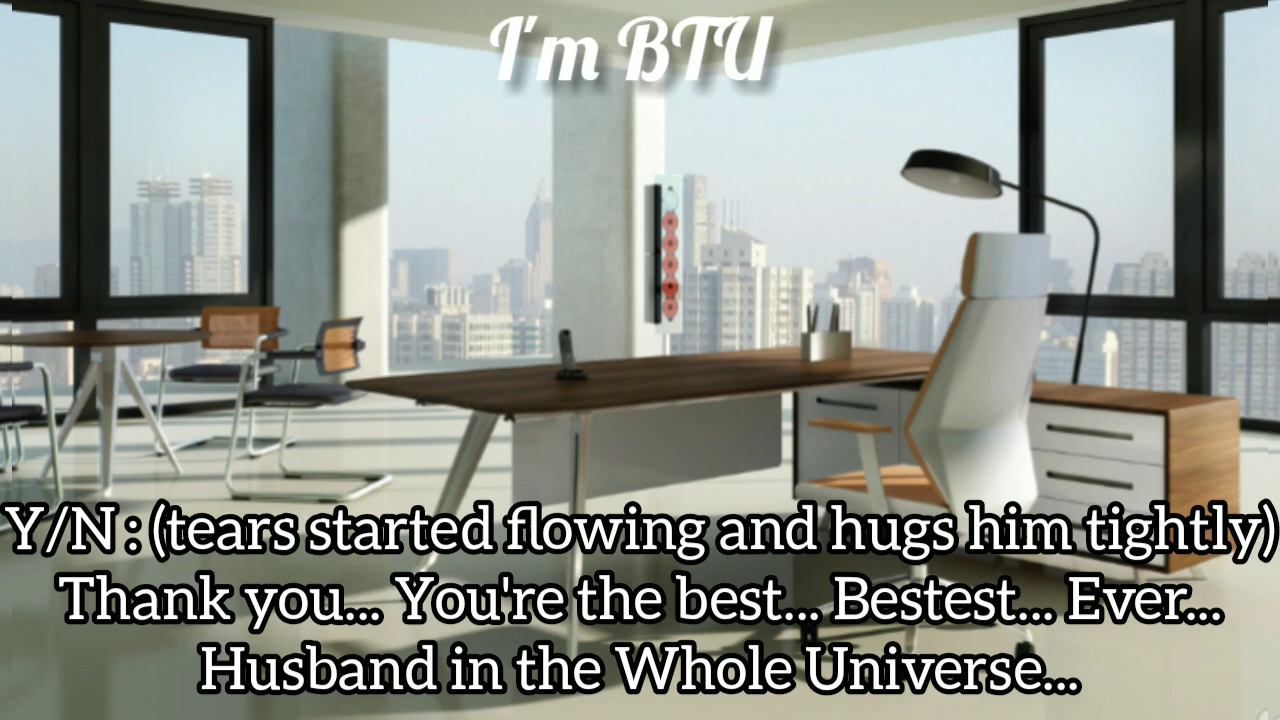 I'm BTU
Y/N : (tears started flowing and hugs him tightly)
Thank you... You're the best... Bestest... Ever...
Husband in the Whole Universe...